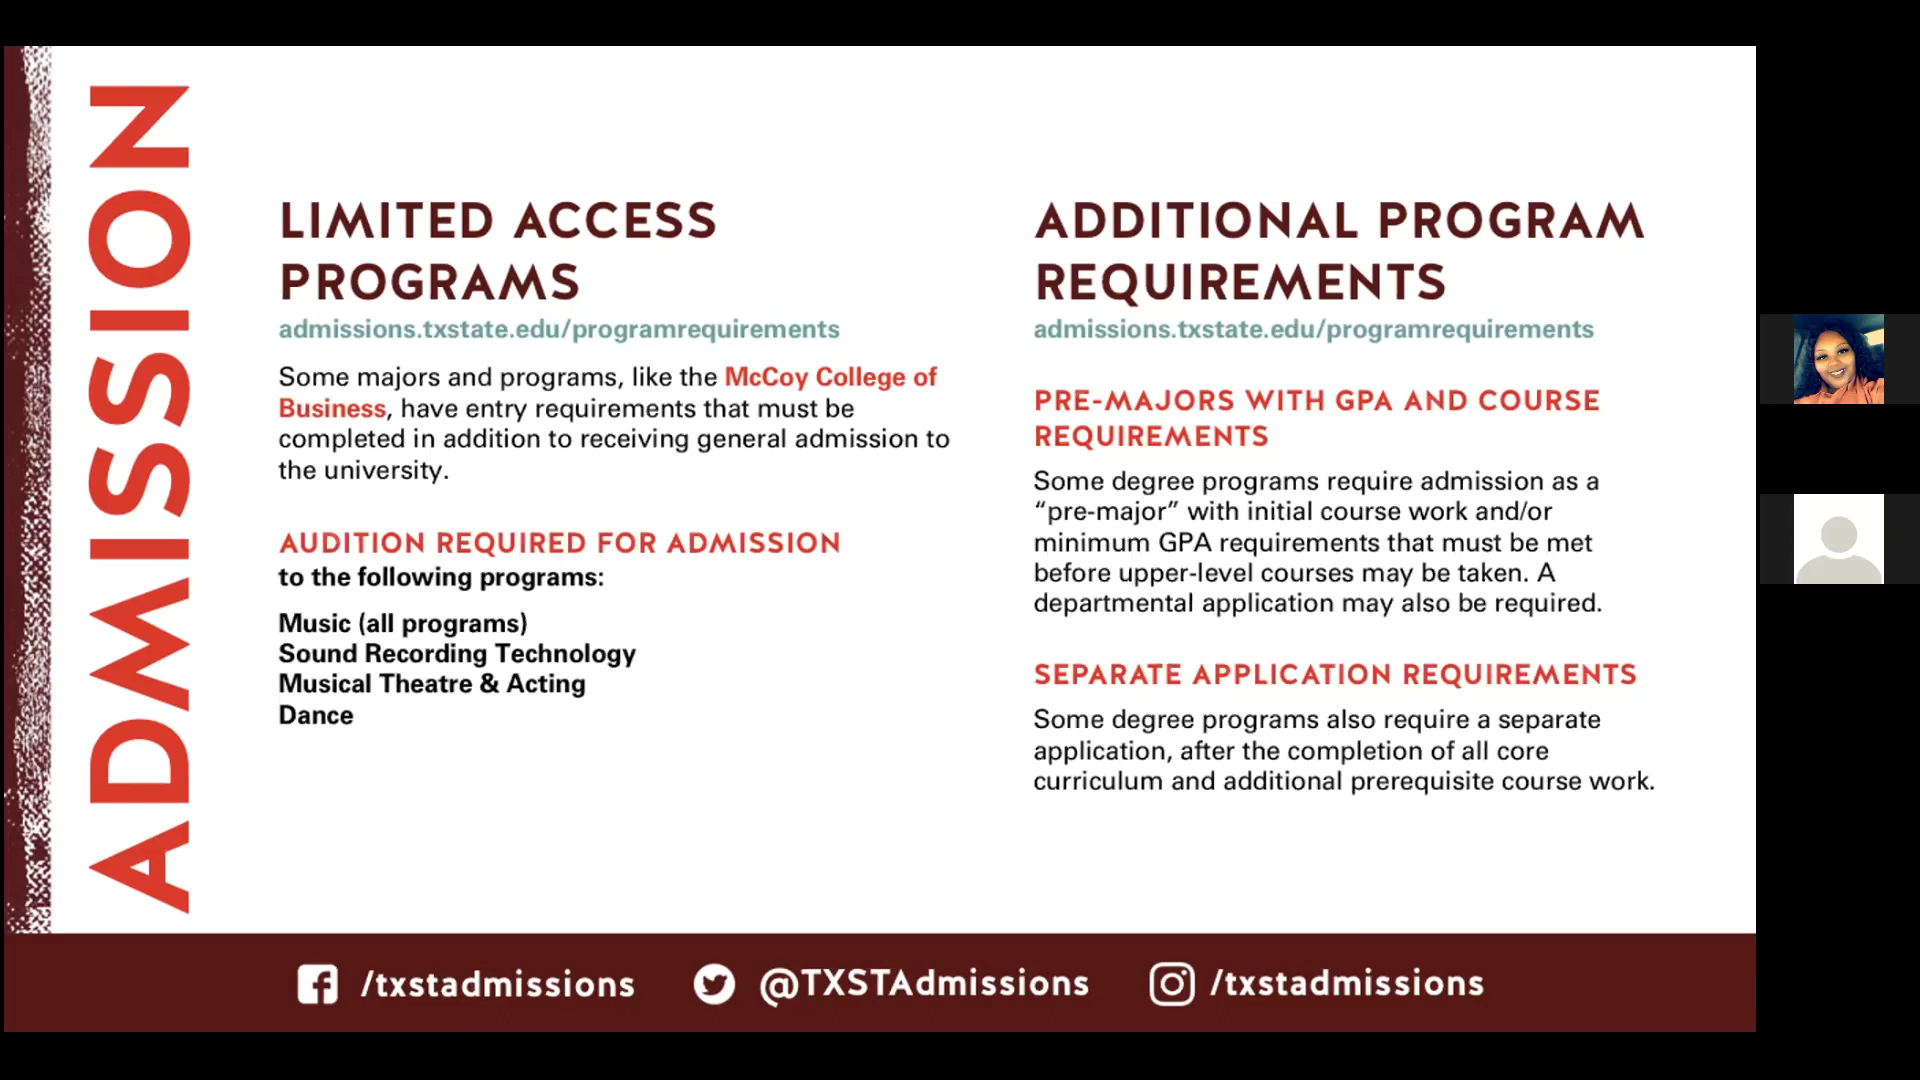 ADMISSION
LIMITED ACCESS
PROGRAMS
admissions.txstate.edu/programrequirements
Some majors and programs, like the McCoy College of
Business, have entry requirements that must be
completed in addition to receiving general admission to
the university.
AUDITION REQUIRED FOR ADMISSION
to the following programs:
Music (all programs)
Sound Recording Technology
Musical Theatre & Acting
Dance
ADDITIONAL PROGRAM
REQUIREMENTS
admissions.txstate.edu/programrequirements
PRE-MAJORS WITH GPA AND COURSE
REQUIREMENTS
Some degree programs require admission as a
“pre-major” with initial course work and/or
minimum GPA requirements that must be met
before upper-level courses may be taken. A
departmental application may also be required.
SEPARATE APPLICATION REQUIREMENTS
Some degree programs also require a separate
application, after the completion of all core
curriculum and additional prerequisite course work.
/txstadmissions
@TXSTAdmissions
/txstadmissions